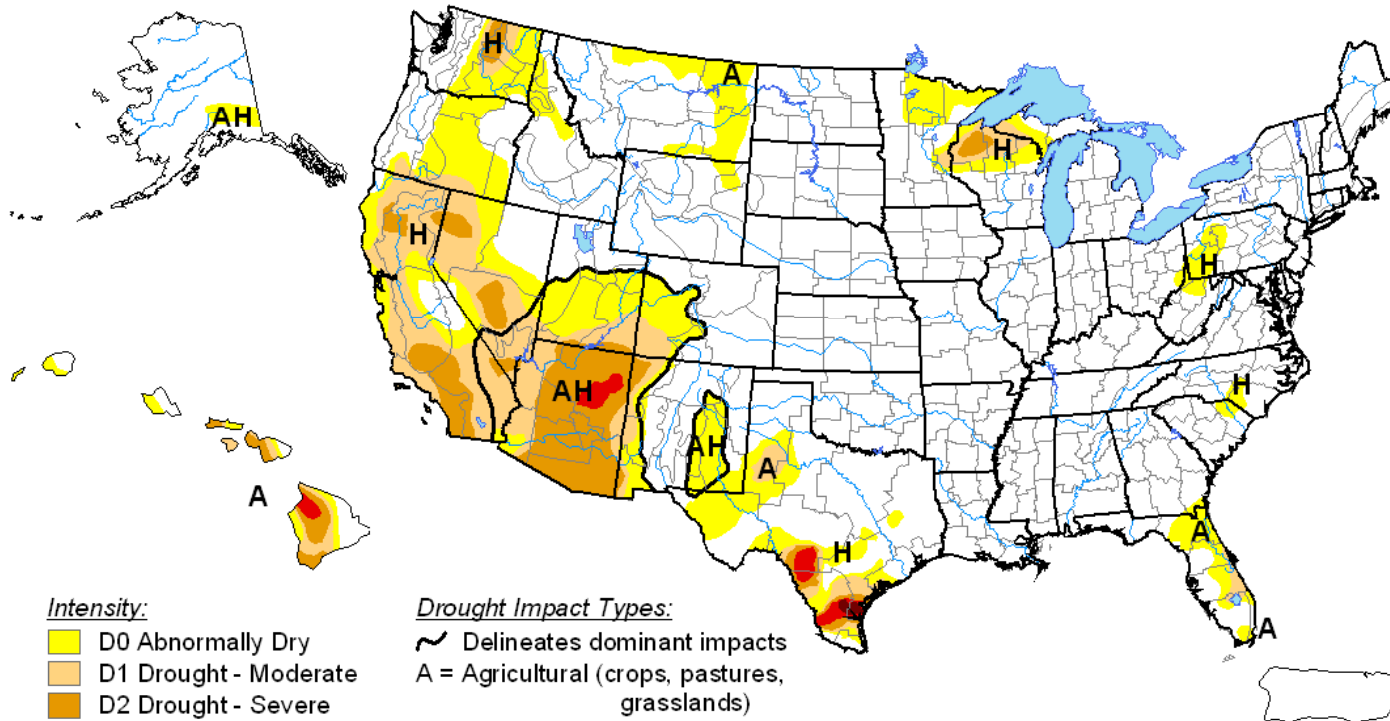 H
A
AH
H
H
H
H
AH
AH
A
A
H
A
A
Intensity:
D0 Abnormally Dry
D1 Drought - Moderate
D2 Drought - Severe
Drought Impact Types:
Delineates dominant impacts
A = Agricultural (crops, pastures,
grasslands)